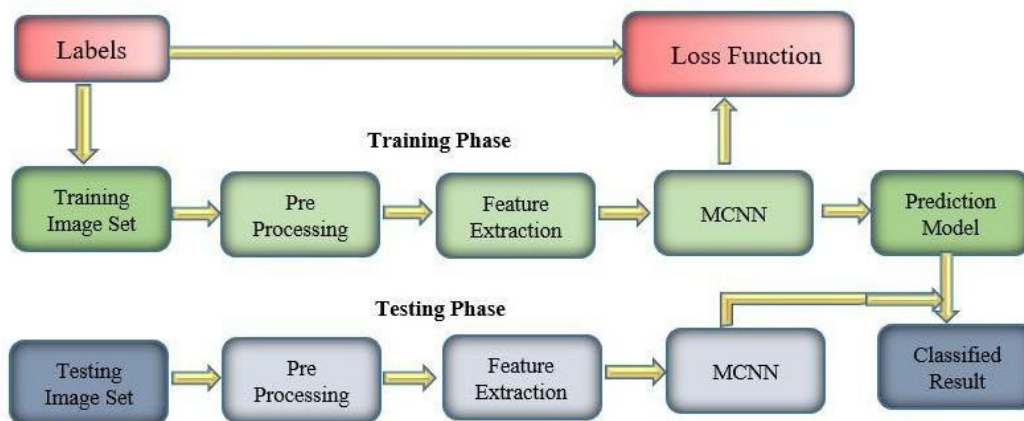 Labels
Loss Function
Training Phase
Training
Image Set
Pre
Processing
Feature
Extraction
MCNN
Prediction
Model
Testing Phase
Testing
Image Set
Pre
Processing
Feature
Extraction
MCNN
Classified
Result